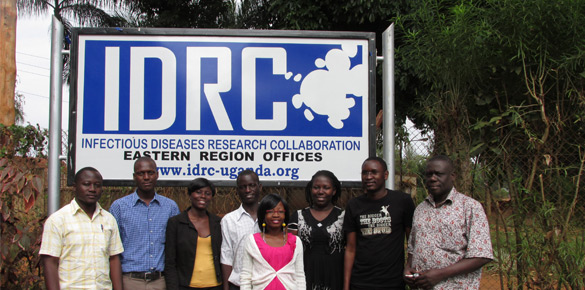 IDRC
INFECTIOUS DISEASES RESEARCH COLLABORATION
EASTERN REGION OFFICES
www.idrc-uganda.org